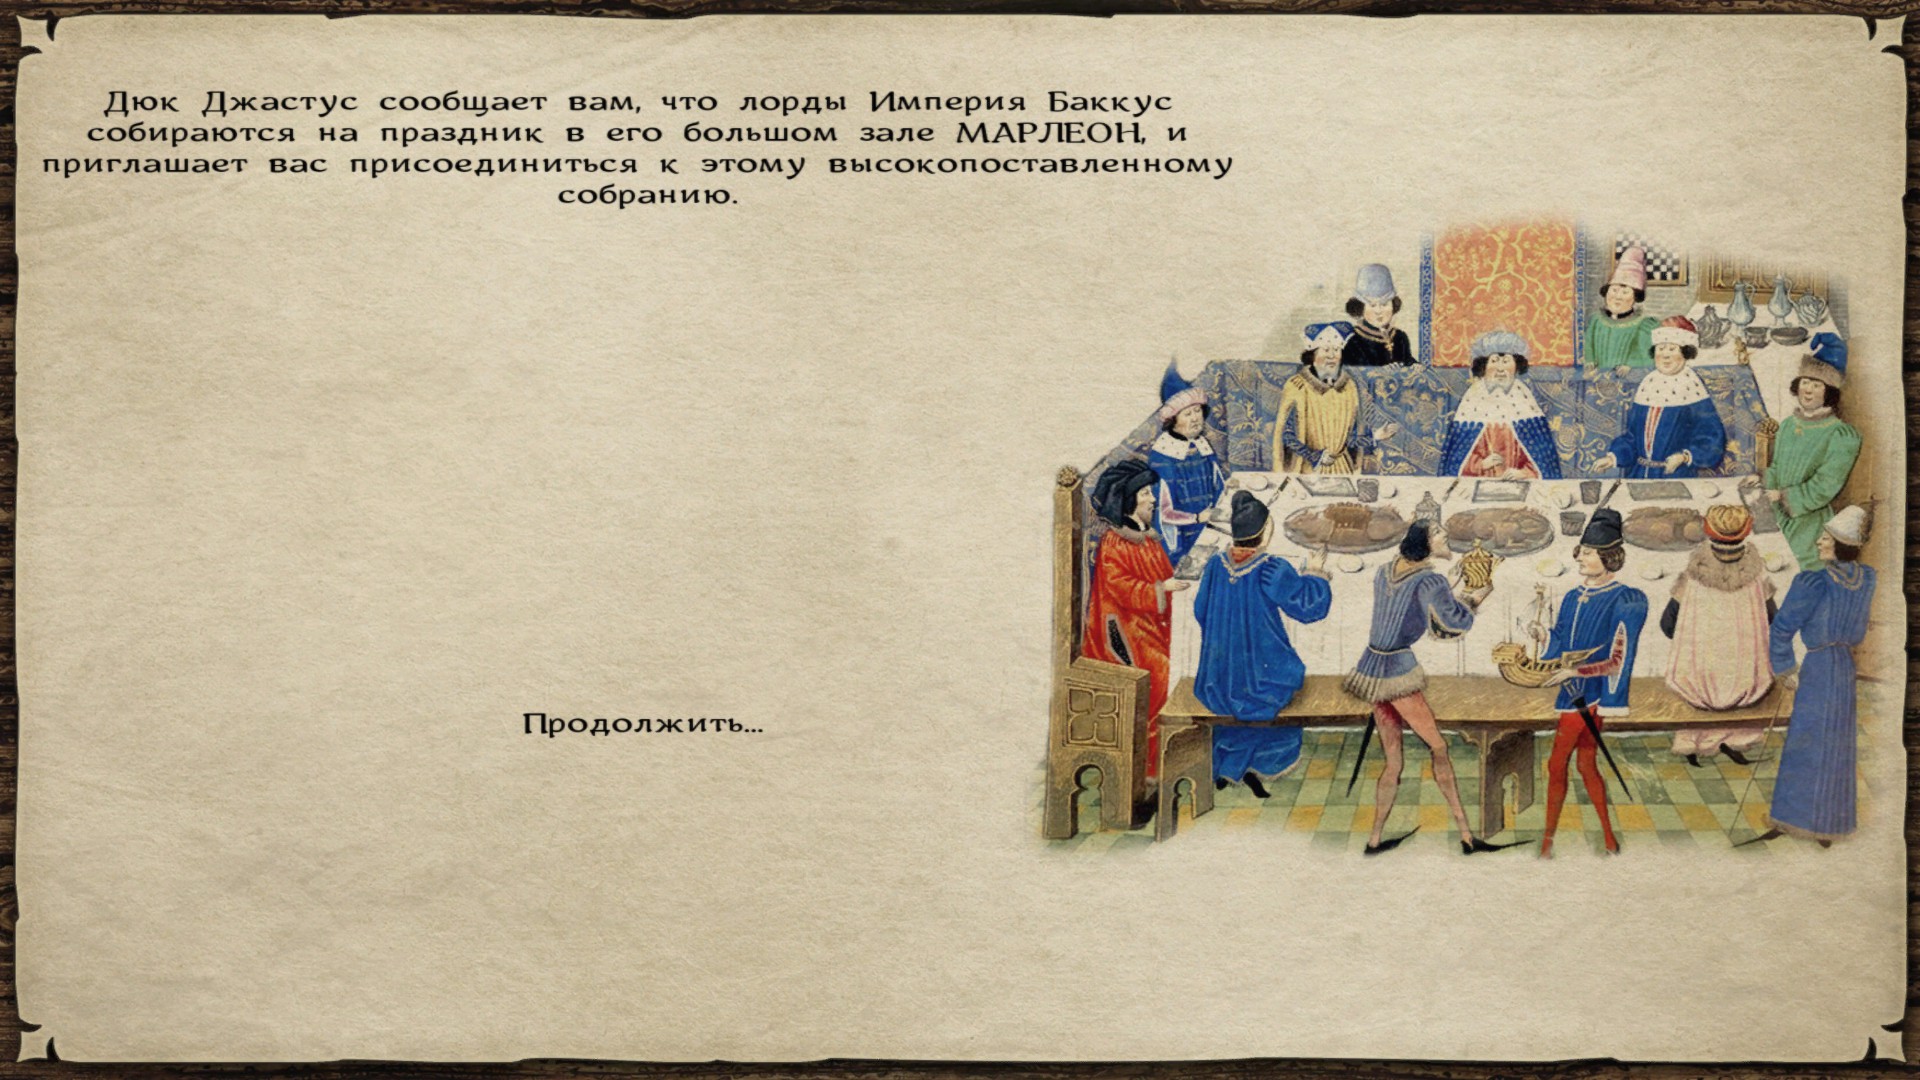 Дюк Джастус сообщает вам, что лорды Империя Баккус
собираются на праздник в его большом зале МАРЛЕОН, и
приглашает вас присоединиться к этому высокопоставленному
собранию.
Продолжить...